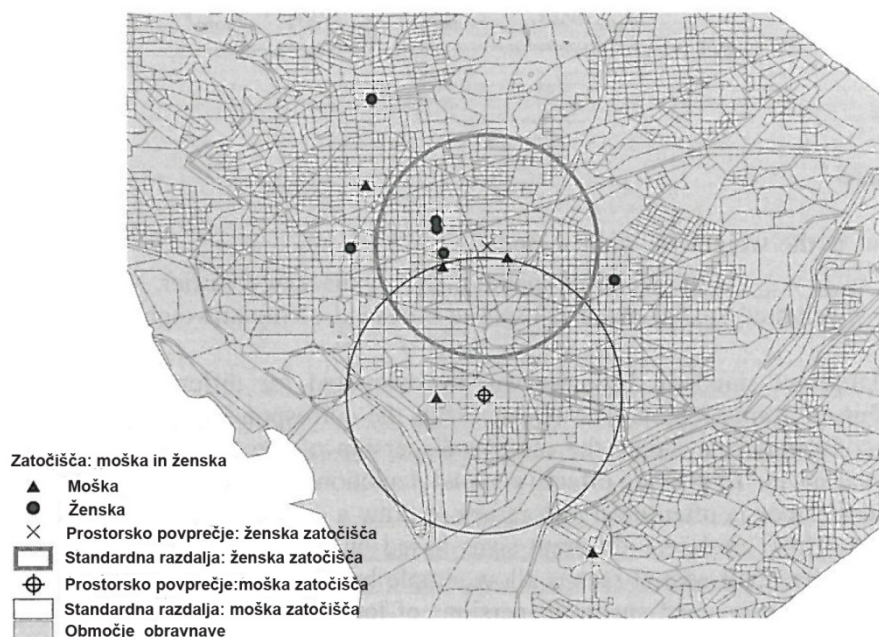 Zatočišča: moška in ženska
Moška
Ženska
Prostorsko povprečje: ženska zatočišča
Standardna razdalja: ženska zatočišča
Prostorsko povprečje:moška zatočišča
Standardna razdalja: moška zatočišča
Območje obravnave